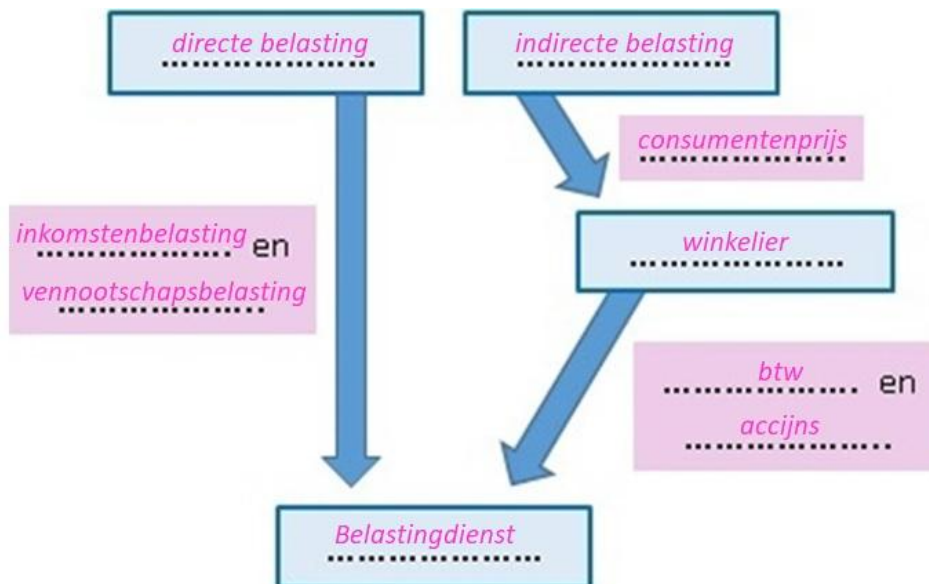 directe belasting
indirecte belasting
consumentenprijs
inkomstenbelasting en
vennootschapsbelasting
winkelier
btw en
accijns
Belastingdienst